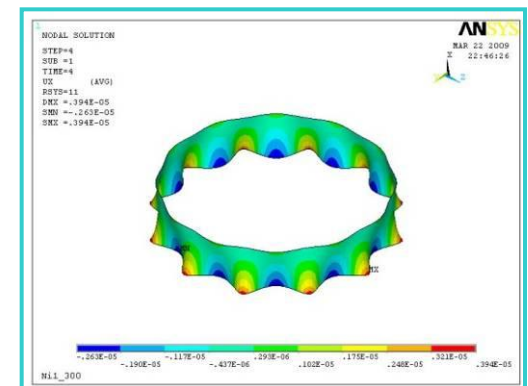 1
NODAL SOLUTION
STEP=4
SUB =1
TIME=4
UX (AVG)
RSYS=11
DMX =.394E-05
SMN =-.263E-05
SMX =.394E-05
ANSYS
MAR 22 2009
22:46:26
X
MX
-.263E-05 -.117E-05 .293E-06 .175E-05 .321E-05
-.190E-05 -.437E-06 .102E-05 .248E-05 .394E-05
Ni1_300